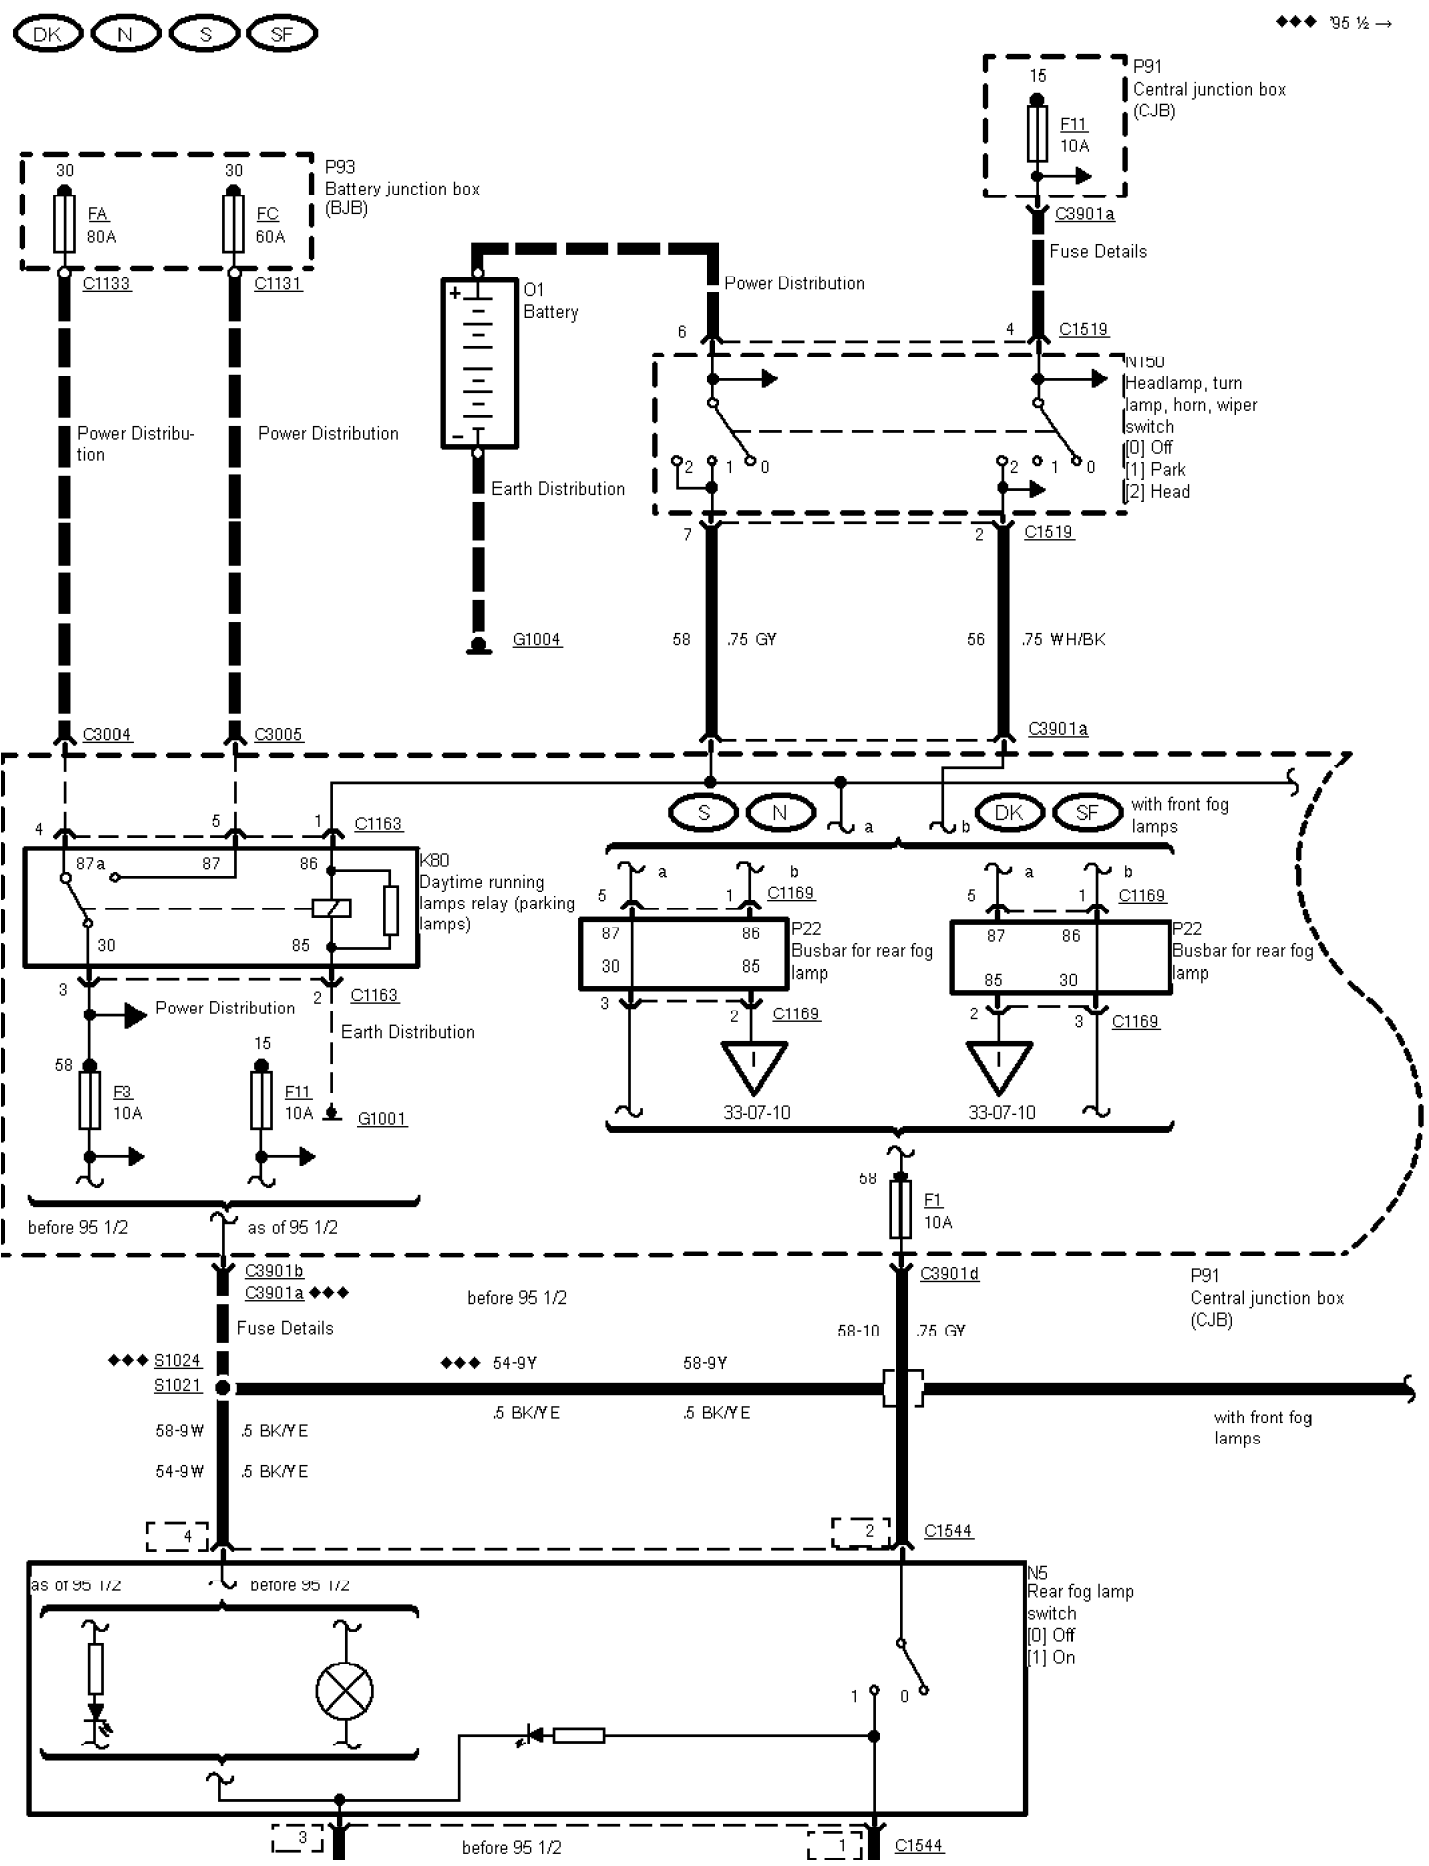 DK N S SF
♦♦♦ '95 ½ →
P91
Central junction box
(CJB)
15
F11
10A
C3901a
Fuse Details
P93
Battery junction box
(BJB)
30 30
FA
80A
FC
60A
C1133 C1131
O1
Battery
+
–
Power Distribution
6 4 C1519
Power Distribu-
tion
Power Distribution
N150
Headlamp, turn
lamp, horn, wiper
switch
[0] Off
[1] Park
[2] Head
2 1 0
2 1 0
Earth Distribution
7 2 C1519
G1004
58 .75 GY
56 .75 WH/BK
C3004 C3005 C3901a
S N a b DK SF
with front fog
lamps
4 5 1 C1163
87a 87 86
K80
Daytime running
lamps relay (parking
lamps)
30 85
a b
5 1 C1169
87 86
30 85
P22
Busbar for rear fog
lamp
3 2 C1169
I
33-07-10
a b
5 1 C1169
87 86
85 30
P22
Busbar for rear fog
lamp
2 3 C1169
I
33-07-10
3 2 C1163
Power Distribution
Earth Distribution
58
F3
10A
15
F11
10A
G1001
before 95 1/2 as of 95 1/2
58
F1
10A
C3901b
C3901a ♦♦♦
before 95 1/2
C3901d
P91
Central junction box
(CJB)
Fuse Details
58-10 .75 GY
♦♦♦ S1024
S1021
♦♦♦ 54-9Y 58-9Y
.5 BK/YE .5 BK/YE
with front fog
lamps
58-9W .5 BK/YE
54-9W .5 BK/YE
4 2 C1544
as of 95 1/2 before 95 1/2
N5
Rear fog lamp
switch
[0] Off
[1] On
1 0
3 before 95 1/2 1 C1544